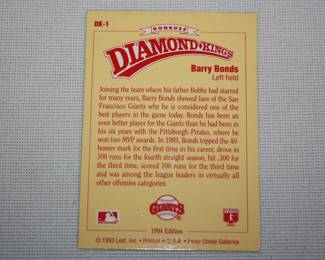 DK-1
DONRUSS
DIAMOND KINGS
Barry Bonds
Left field
Joining the team where his father Bobby had starred
for many years, Barry Bonds showed fans of the San
Francisco Giants why he is considered one of the
best players in the game today. Bonds has been an
even better player for the Giants than he had been in
his six years with the Pittsburgh Pirates, where he
won two MVP awards. In 1993, Bonds topped the 40-
homer mark for the first time in his career, drove in
100 runs for the fourth straight season, hit .300 for
the third time, scored 100 runs for the third time
and was among the league leaders in virtually all
other offensive categories.
GIANTS
1994 Edition
© 1993 Leaf, Inc. • Printed in U.S.A. • Perez-Steele Galleries